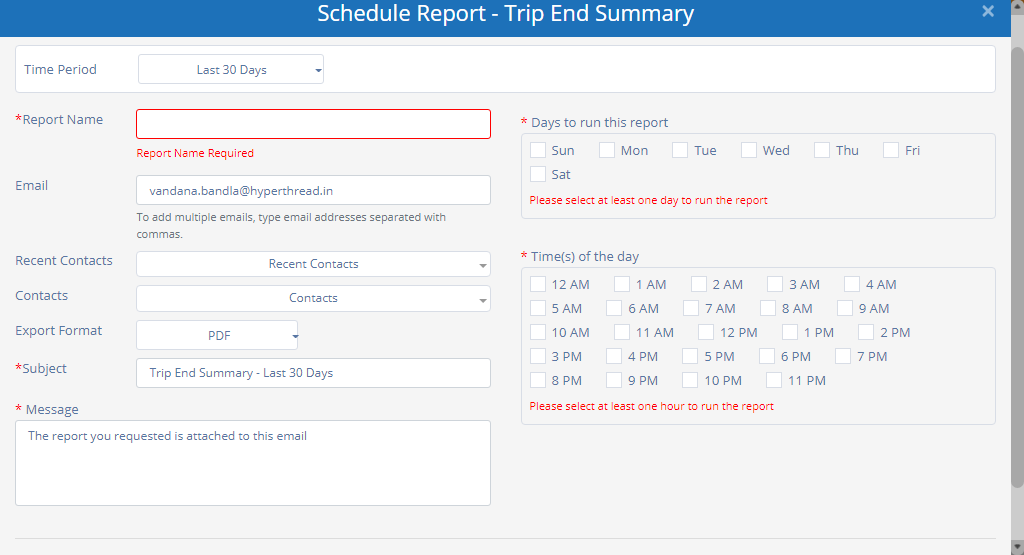 Schedule Report - Trip End Summary ×
Time Period Last 30 Days
*Report Name
Report Name Required
Email vandana.bandla@hyperthread.in
To add multiple emails, type email addresses separated with
commas.
Recent Contacts Recent Contacts
Contacts Contacts
Export Format PDF
*Subject Trip End Summary - Last 30 Days
* Message
The report you requested is attached to this email
* Days to run this report
Sun Mon Tue Wed Thu Fri
Sat
Please select at least one day to run the report
* Time(s) of the day
12 AM 1 AM 2 AM 3 AM 4 AM
5 AM 6 AM 7 AM 8 AM 9 AM
10 AM 11 AM 12 PM 1 PM 2 PM
3 PM 4 PM 5 PM 6 PM 7 PM
8 PM 9 PM 10 PM 11 PM
Please select at least one hour to run the report